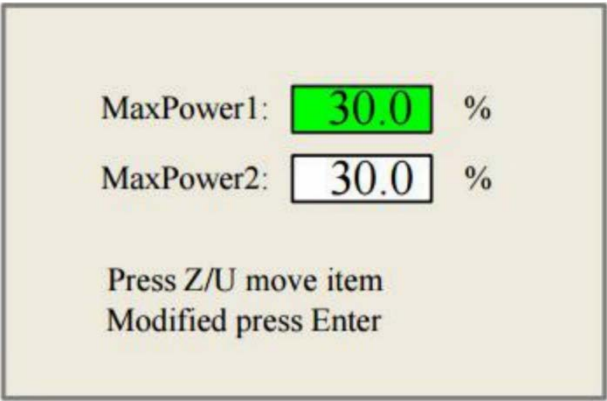 MaxPower1: 30.0 %
MaxPower2: 30.0 %
Press Z/U move item
Modified press Enter